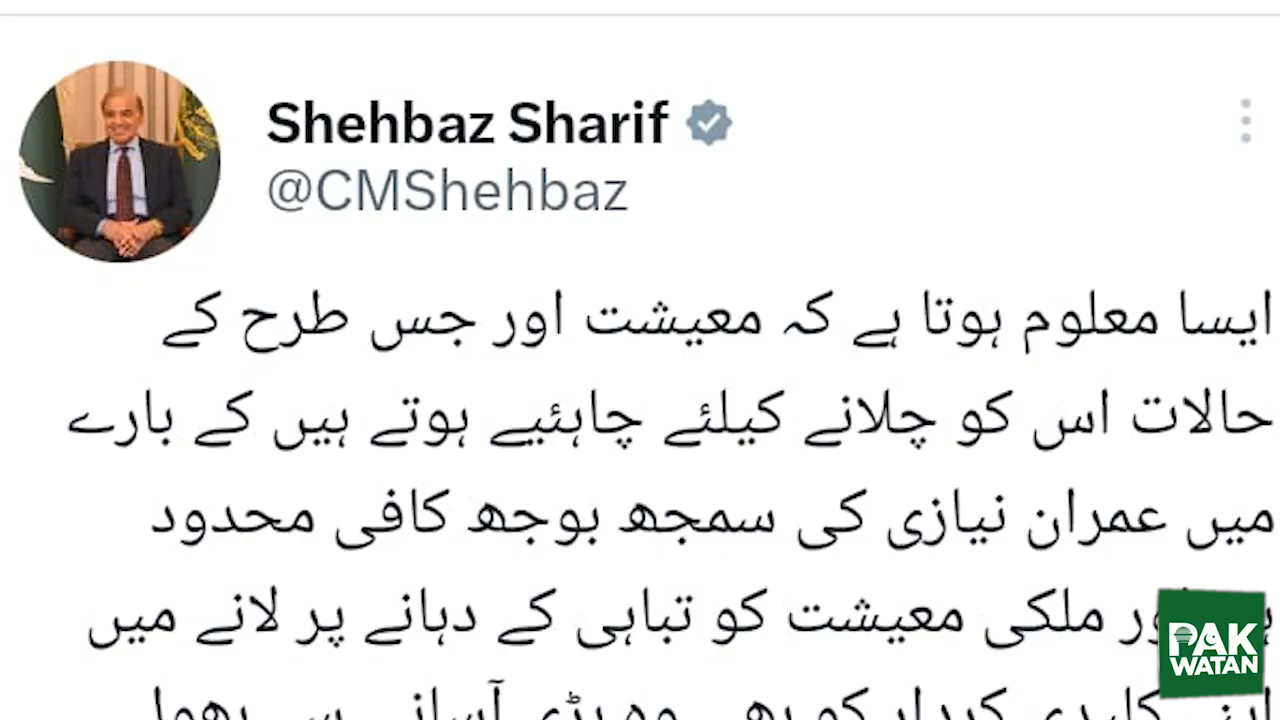 Shehbaz Sharif
@CMShehbaz
ایسا معلوم ہوتا ہے کہ معیشت اور جس طرح کے
حالات اس کو چلانے کیلئے چاہئیے ہوتے ہیں کے بارے
میں عمران نیازی کی سمجھ بوجھ کافی محدود
ملکی معیشت کو تباہی کے دہانے پر لانے میں
PAK
WATAN